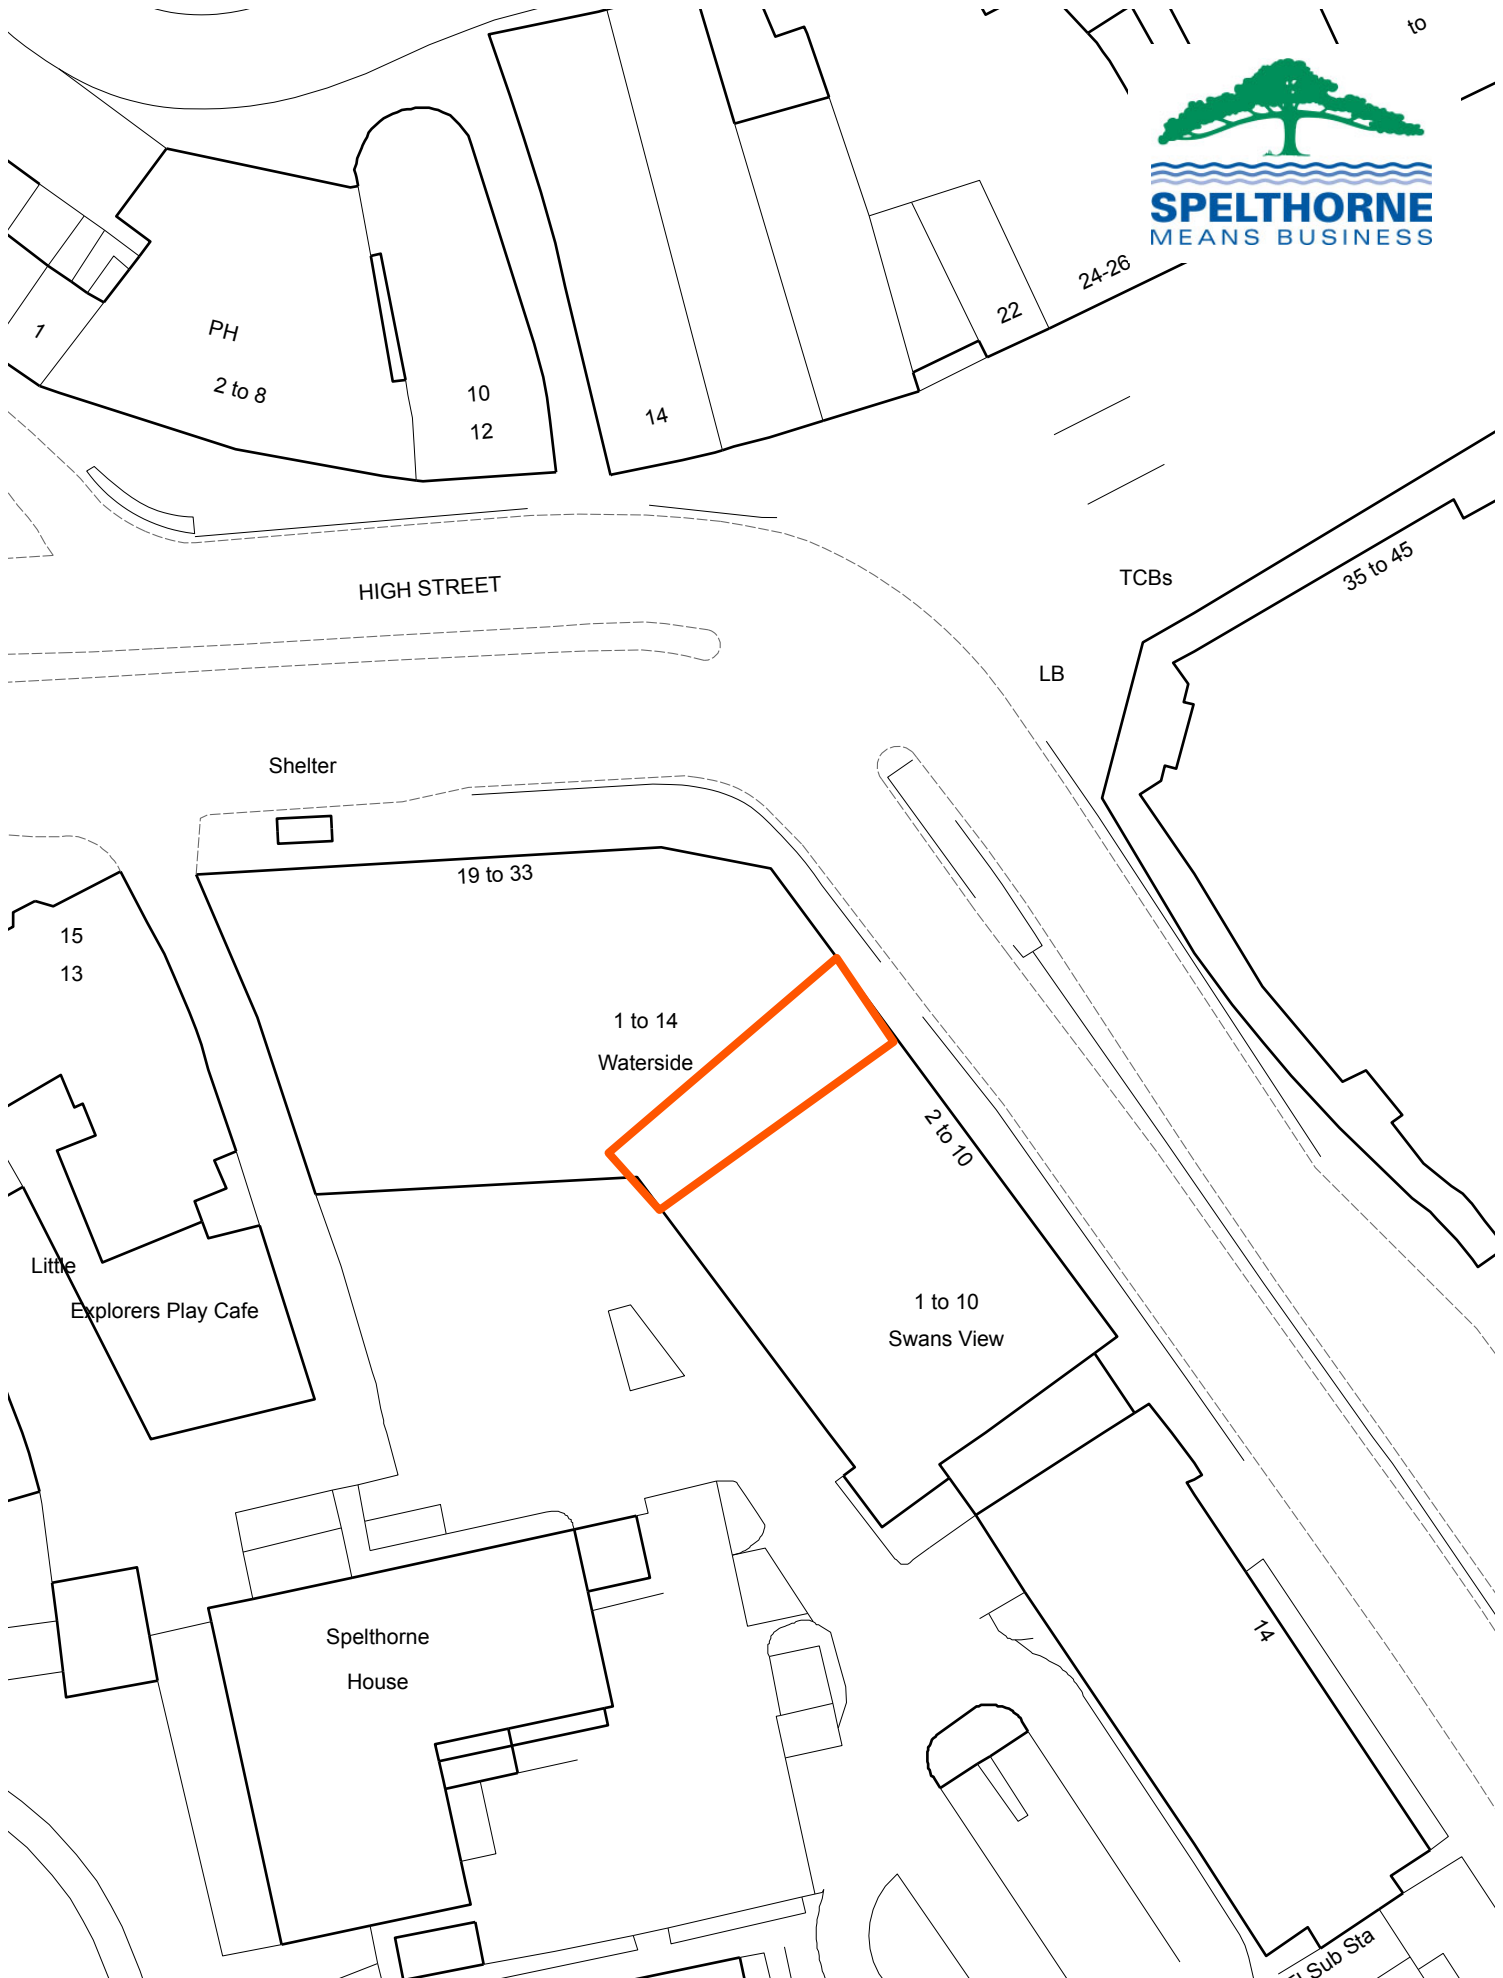 to
SPELTHORNE
MEANS BUSINESS
24-26
22
1
PH
2 to 8
10
12
14
HIGH STREET
TCBs
35 to 45
LB
Shelter
19 to 33
15
13
1 to 14
Waterside
2 to 10
Little
Explorers Play Cafe
1 to 10
Swans View
14
Spelthorne
House
El Sub Sta